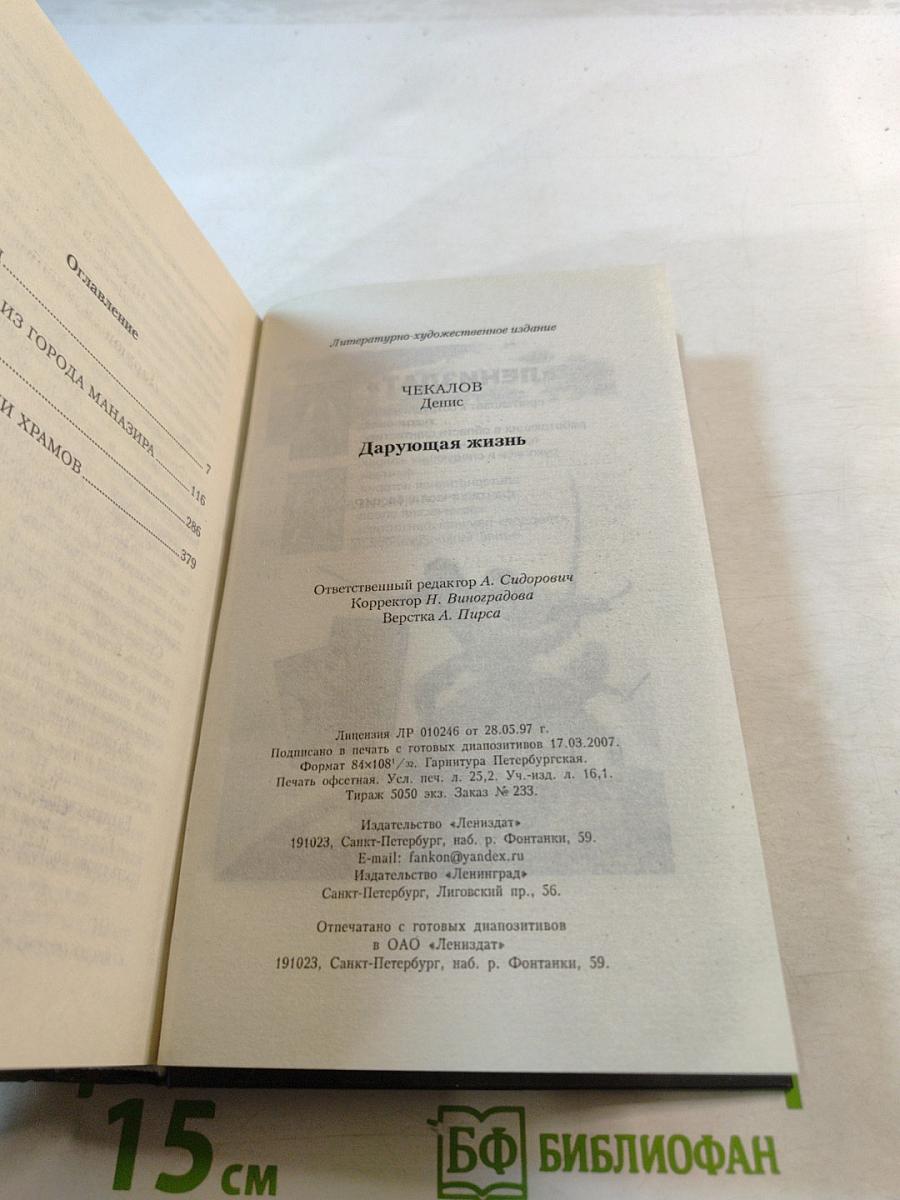 Оглавление
7
ИЗ ГОРОДА МАНАЗИРА
116
286
И ХРАМОВ
379
Литературно-художественное издание
ЧЕКАЛОВ
Денис
Дарующая жизнь
Ответственный редактор А. Сидорович
Корректор Н. Виноградова
Верстка А. Пирса
Лицензия ЛР 010246 от 28.05.97 г.
Подписано в печать с готовых диапозитивов 17.03.2007.
Формат 84×108¹/₃₂. Гарнитура Петербургская.
Печать офсетная. Усл. печ. л. 25,2. Уч.-изд. л. 16,1.
Тираж 5050 экз. Заказ № 233.
Издательство «Лениздат»
191023, Санкт-Петербург, наб. р. Фонтанки, 59.
E-mail: fankon@yandex.ru
Издательство «Ленинград»
Санкт-Петербург, Лиговский пр., 56.
Отпечатано с готовых диапозитивов
в ОАО «Лениздат»
191023, Санкт-Петербург, наб. р. Фонтанки, 59.
15 см
БФ БИБЛИОФАН